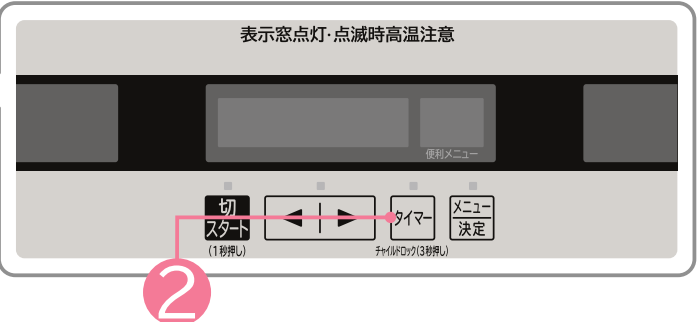 表示窓点灯・点滅時高温注意
便利メニュー
切
スタート
(1秒押し)
◀ ▶
タイマー
チャイルドロック(3秒押し)
メニュー
決定
2